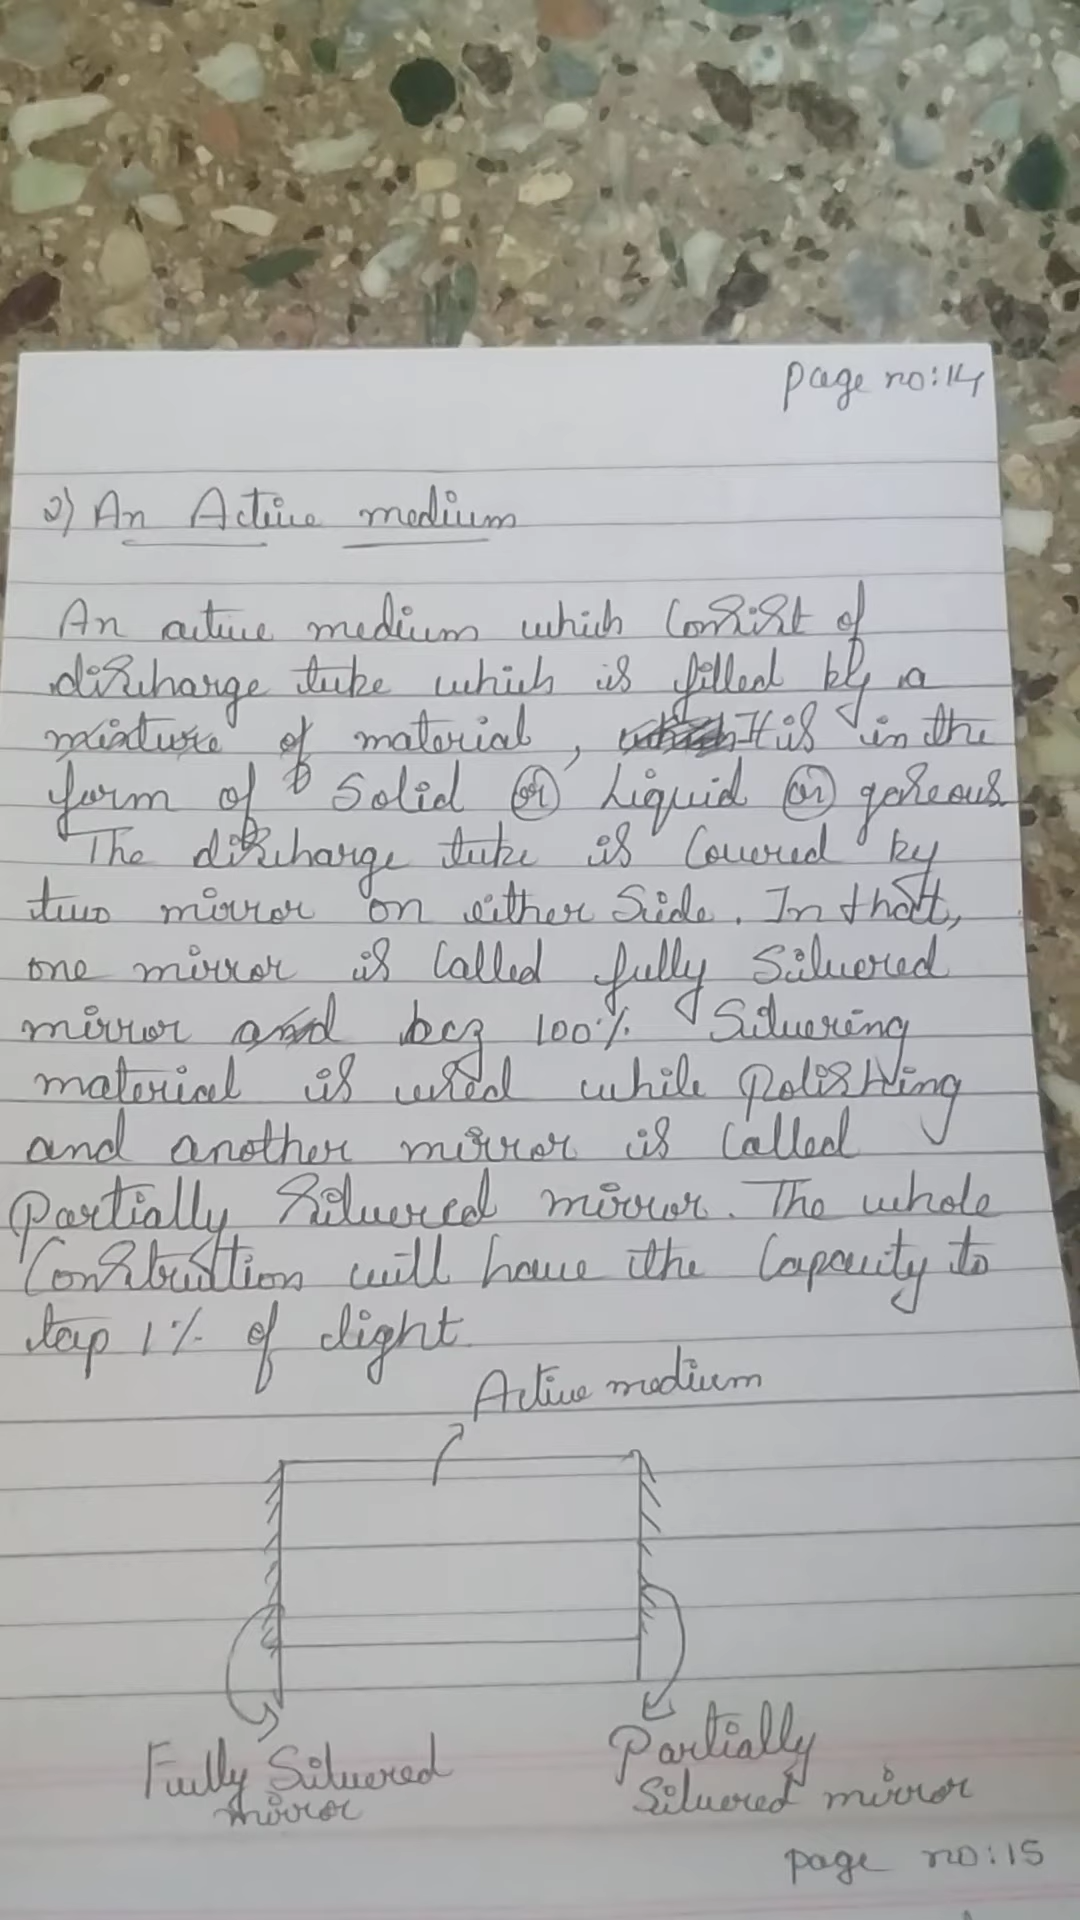 page no:14
2) An Active medium
An active medium which Consist of
discharge tube which is filled by a
mixture of material, It is in the
form of Solid or Liquid or gaseous
The discharge tube is Covered by
two mirror on either Side. In that,
one mirror is Called fully Silvered
mirror and bcz 100% Silvering
material is used while Polishing
and another mirror is Called
Partially Silvered mirror. The whole
Constrution will have the Capacity to
tap 1% of light
Active medium
Fully Silvered
mirror
Partially
Silvered mirror
page no:15